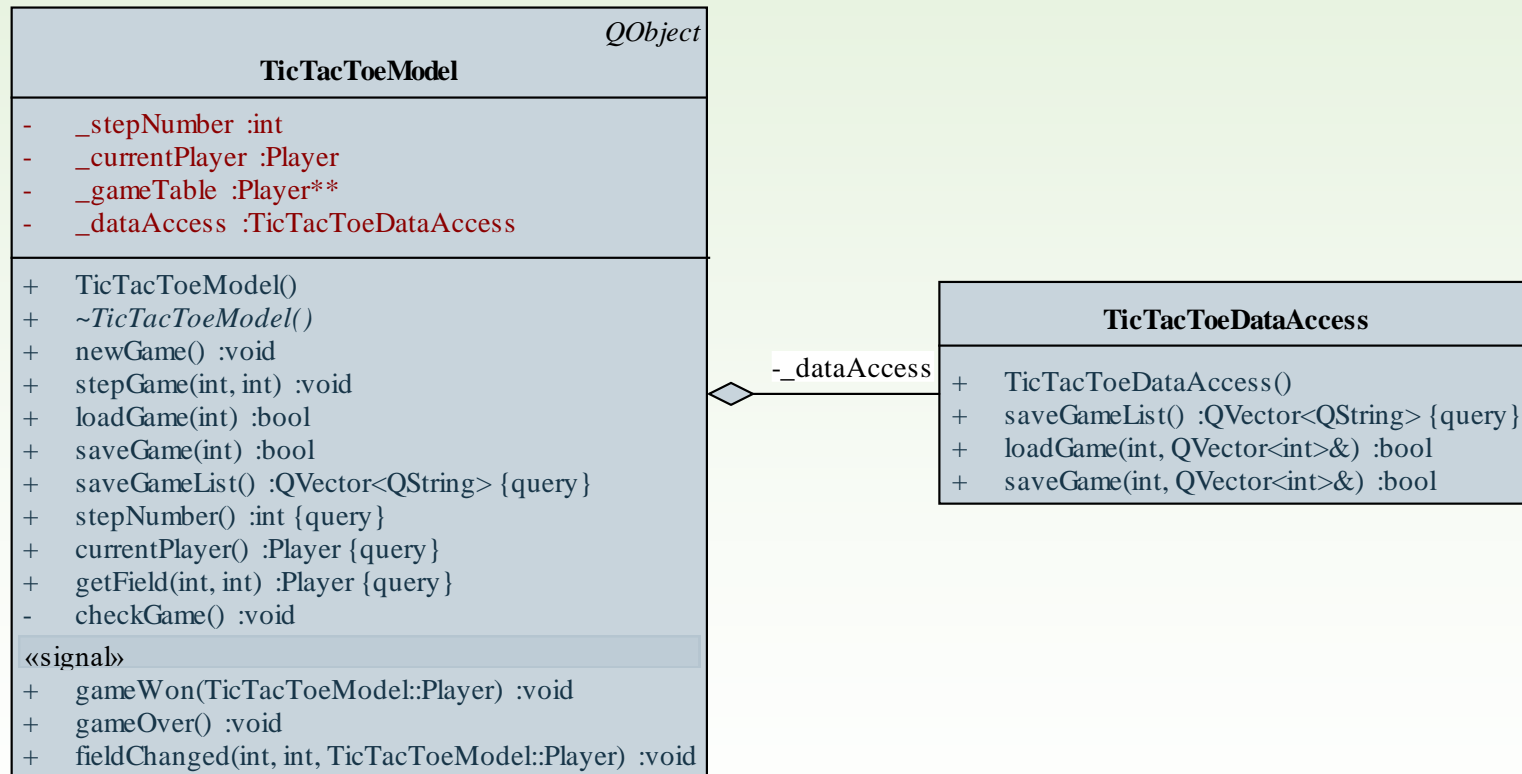 QObject
TicTacToeModel
- _stepNumber :int
- _currentPlayer :Player
- _gameTable :Player**
- _dataAccess :TicTacToeDataAccess
+ TicTacToeModel()
+ ~TicTacToeModel()
+ newGame() :void
+ stepGame(int, int) :void
+ loadGame(int) :bool
+ saveGame(int) :bool
+ saveGameList() :QVector<QString> {query}
+ stepNumber() :int {query}
+ currentPlayer() :Player {query}
+ getField(int, int) :Player {query}
- checkGame() :void
«signal»
+ gameWon(TicTacToeModel::Player) :void
+ gameOver() :void
+ fieldChanged(int, int, TicTacToeModel::Player) :void
-_dataAccess
TicTacToeDataAccess
+ TicTacToeDataAccess()
+ saveGameList() :QVector<QString> {query}
+ loadGame(int, QVector<int>&) :bool
+ saveGame(int, QVector<int>&) :bool